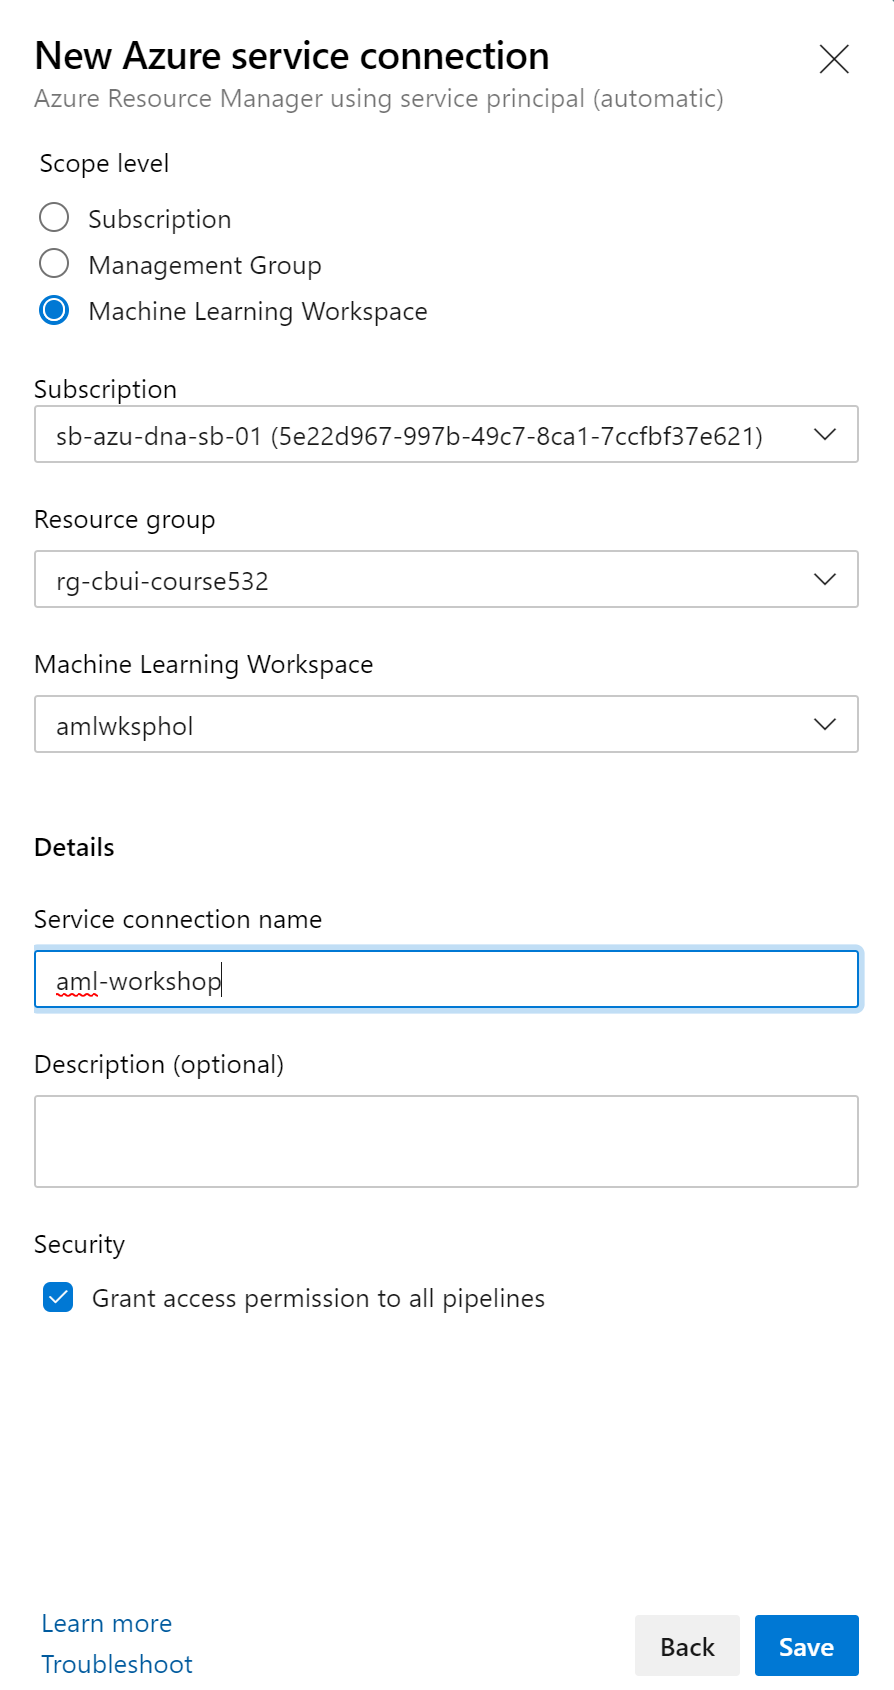 New Azure service connection
Azure Resource Manager using service principal (automatic)
Scope level
Subscription
Management Group
Machine Learning Workspace
Subscription
sb-azu-dna-sb-01 (5e22d967-997b-49c7-8ca1-7ccfbf37e621)
Resource group
rg-cbui-course532
Machine Learning Workspace
amlwksphol
Details
Service connection name
aml-workshop
Description (optional)
Security
Grant access permission to all pipelines
Learn more
Troubleshoot
Back
Save